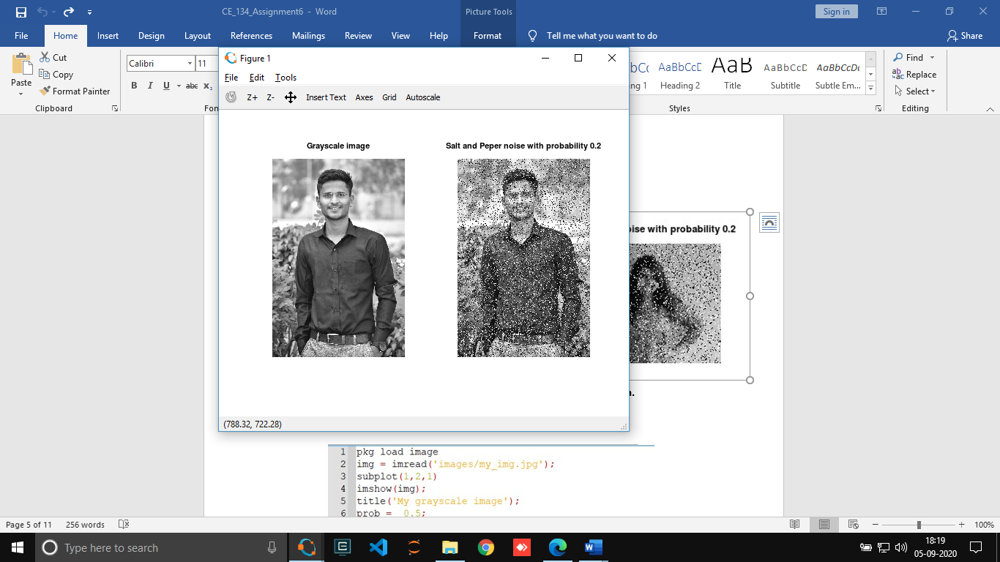 CE_134_Assignment6 - Word
Picture Tools
Sign in
File Home Insert Design Layout References Mailings Review View Help Format Tell me what you want to do Share
Paste
Cut
Copy
Format Painter
Clipboard
Calibri 11
B I U abc x₂
Fon
AaBbCcD AaB AaBbCcD AaBbCcDc
ng 1 Heading 2 Title Subtitle Subtle Em...
Styles
Find
Replace
Select
Editing
Figure 1
File Edit Tools
Z+ Z- Insert Text Axes Grid Autoscale
Grayscale image
Salt and Peper noise with probability 0.2
(788.32, 722.28)
oise with probability 0.2
n.
1 pkg load image
2 img = imread('images/my_img.jpg');
3 subplot(1,2,1)
4 imshow(img);
5 title('My grayscale image');
6 prob = 0.5;
Page 5 of 11 256 words
100%
Type here to search
18:19
05-09-2020